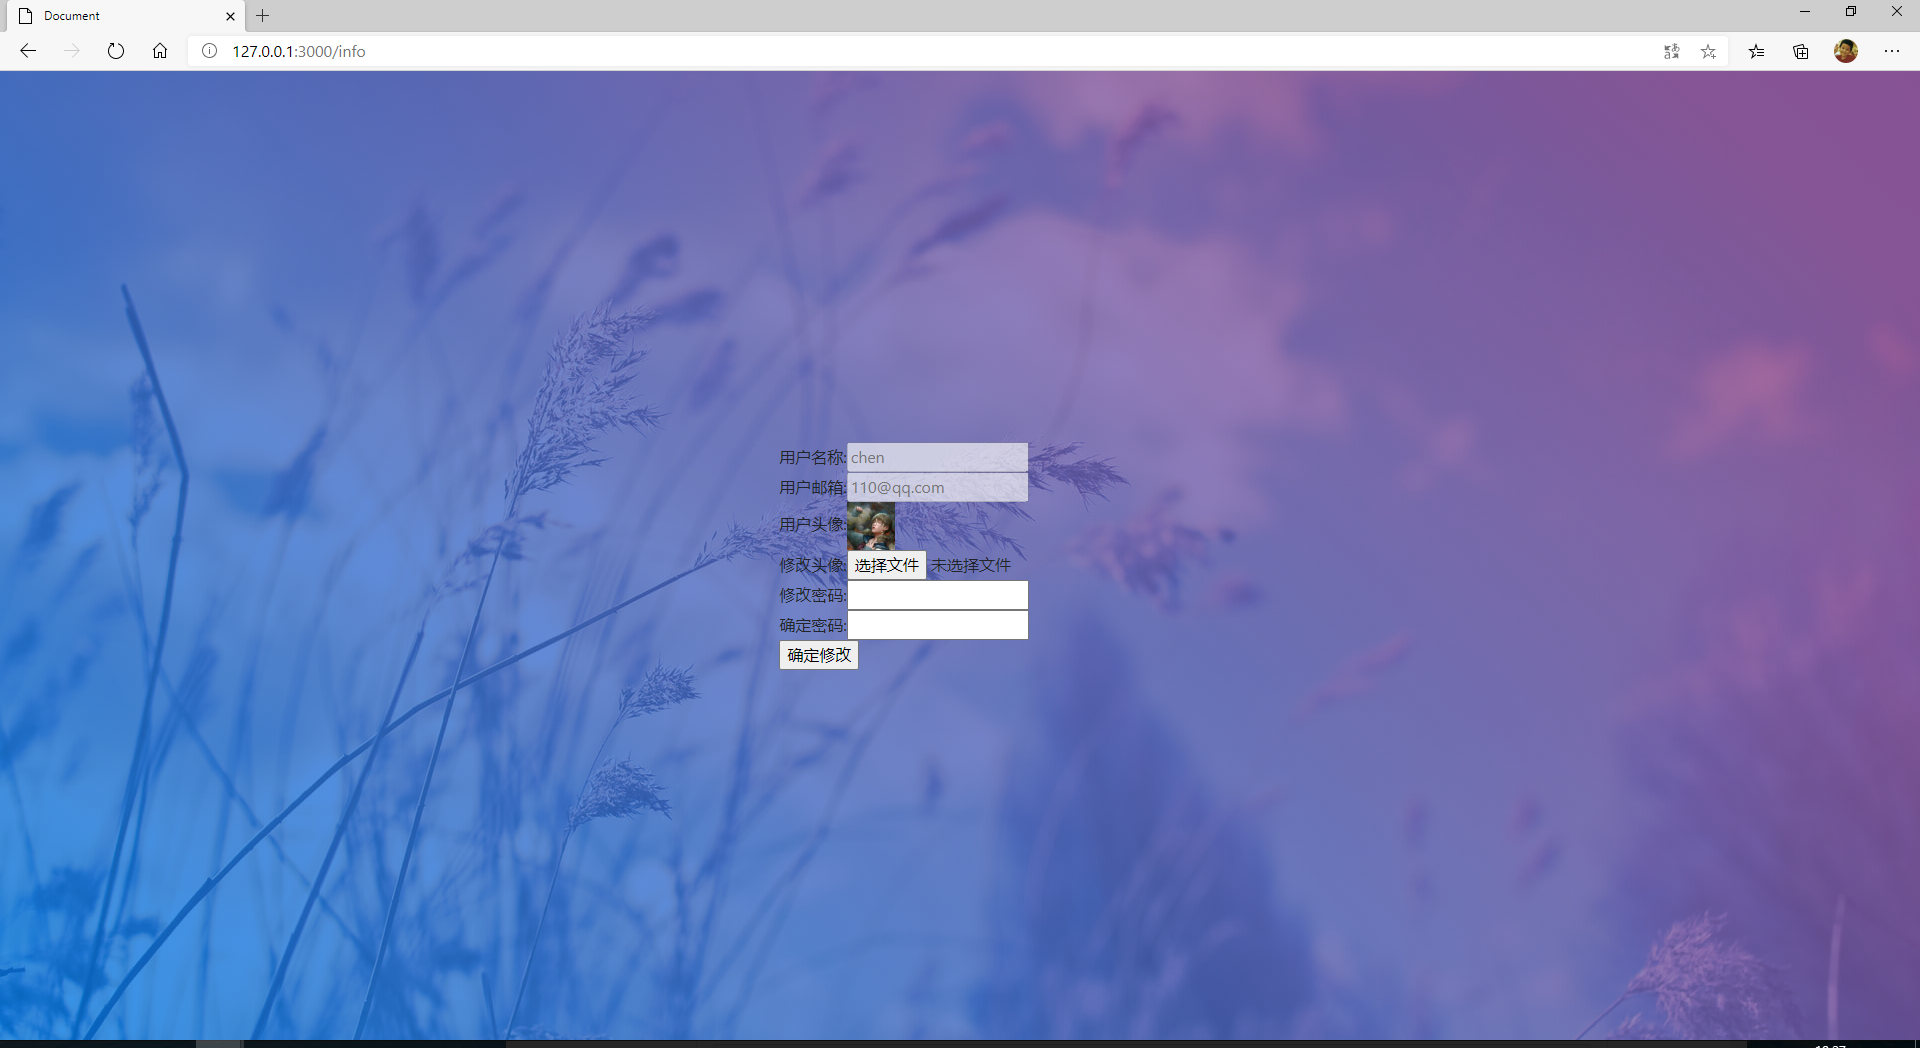 Document
127.0.0.1:3000/info
用户名称: chen
用户邮箱: 110@qq.com
用户头像:
修改头像: 选择文件 未选择文件
修改密码:
确定密码:
确定修改